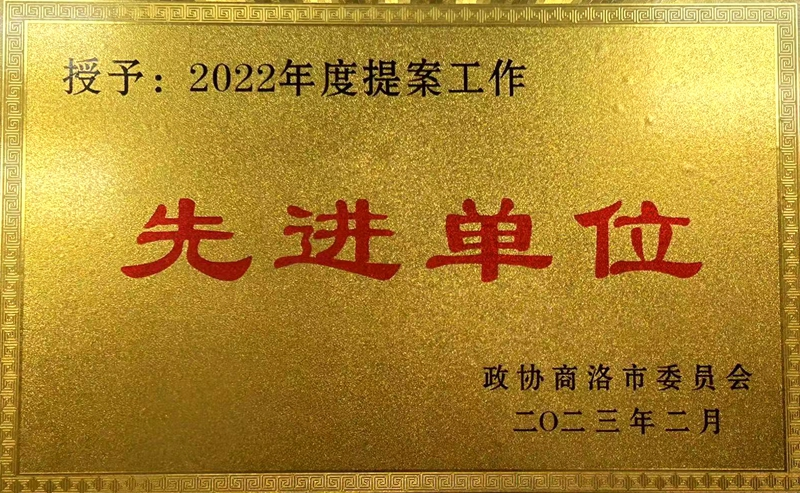 授予：2022年度提案工作
先进单位
政协商洛市委员会
二〇二三年二月